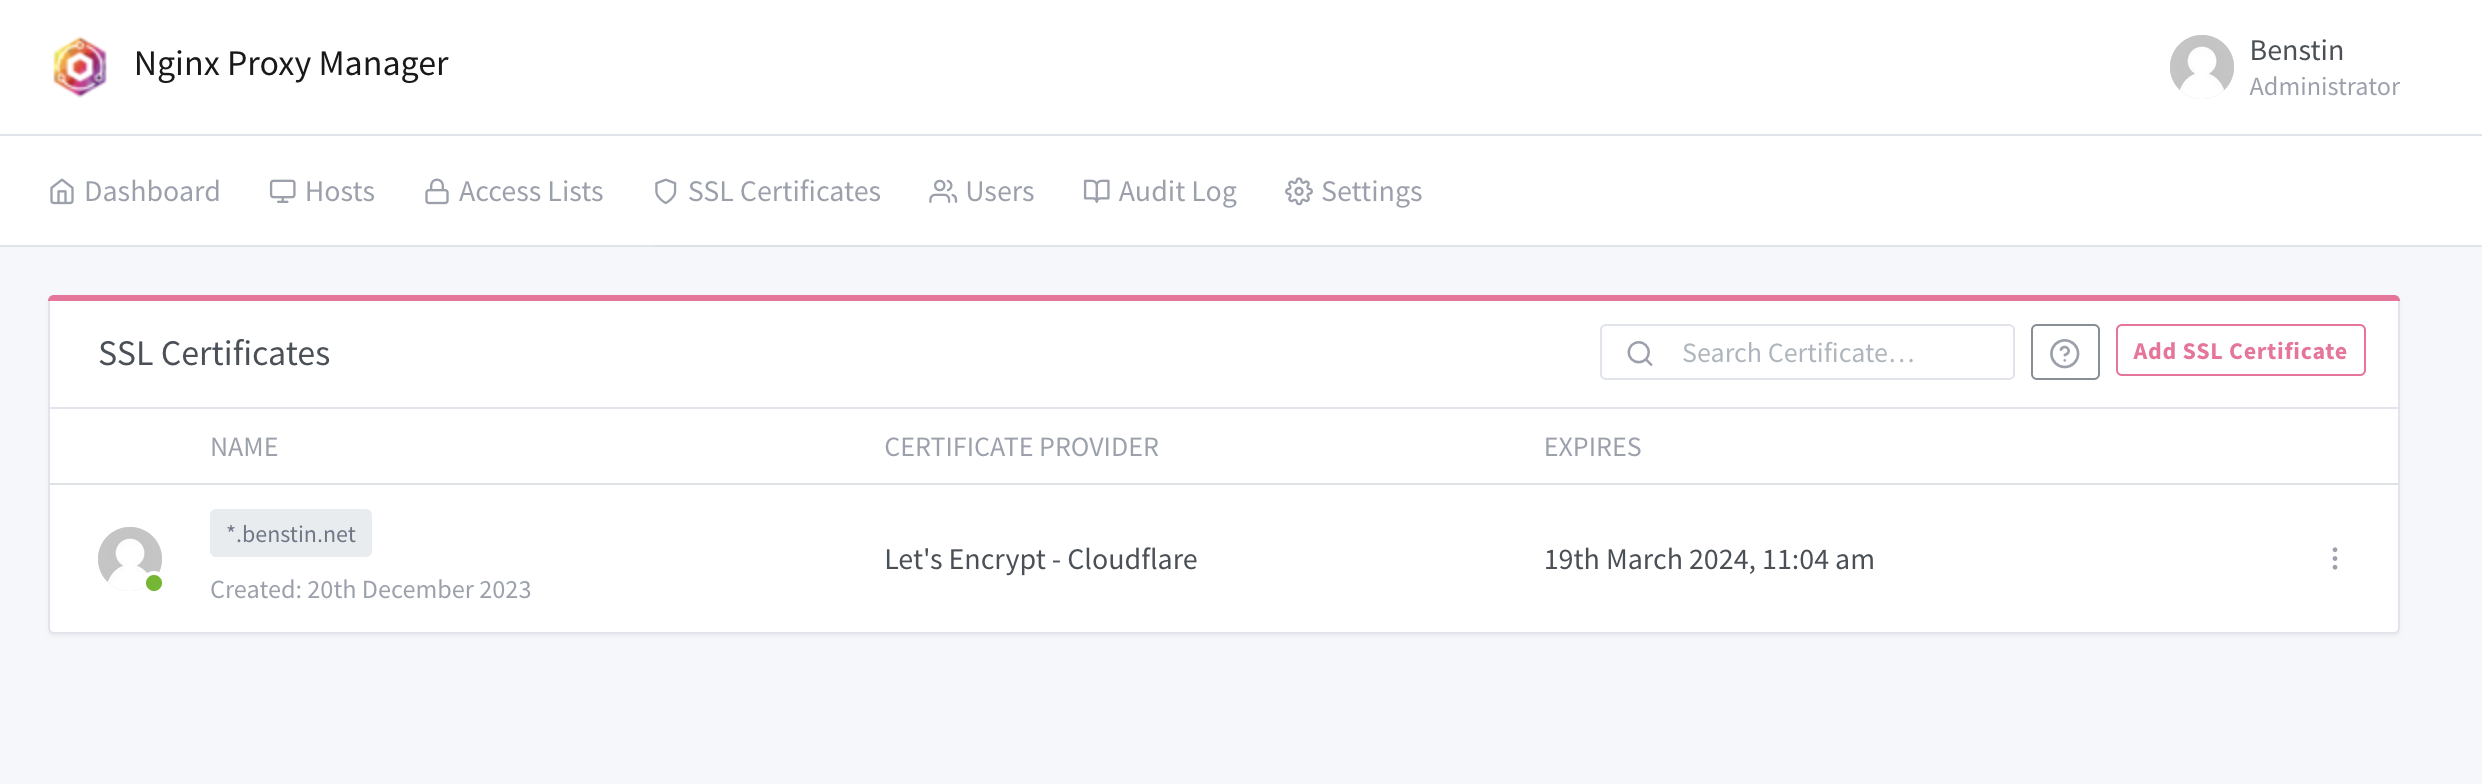 Nginx Proxy Manager
Benstin
Administrator
Dashboard Hosts Access Lists SSL Certificates Users Audit Log Settings
SSL Certificates
Search Certificate…
Add SSL Certificate
NAME CERTIFICATE PROVIDER EXPIRES
*.benstin.net
Created: 20th December 2023
Let's Encrypt - Cloudflare
19th March 2024, 11:04 am